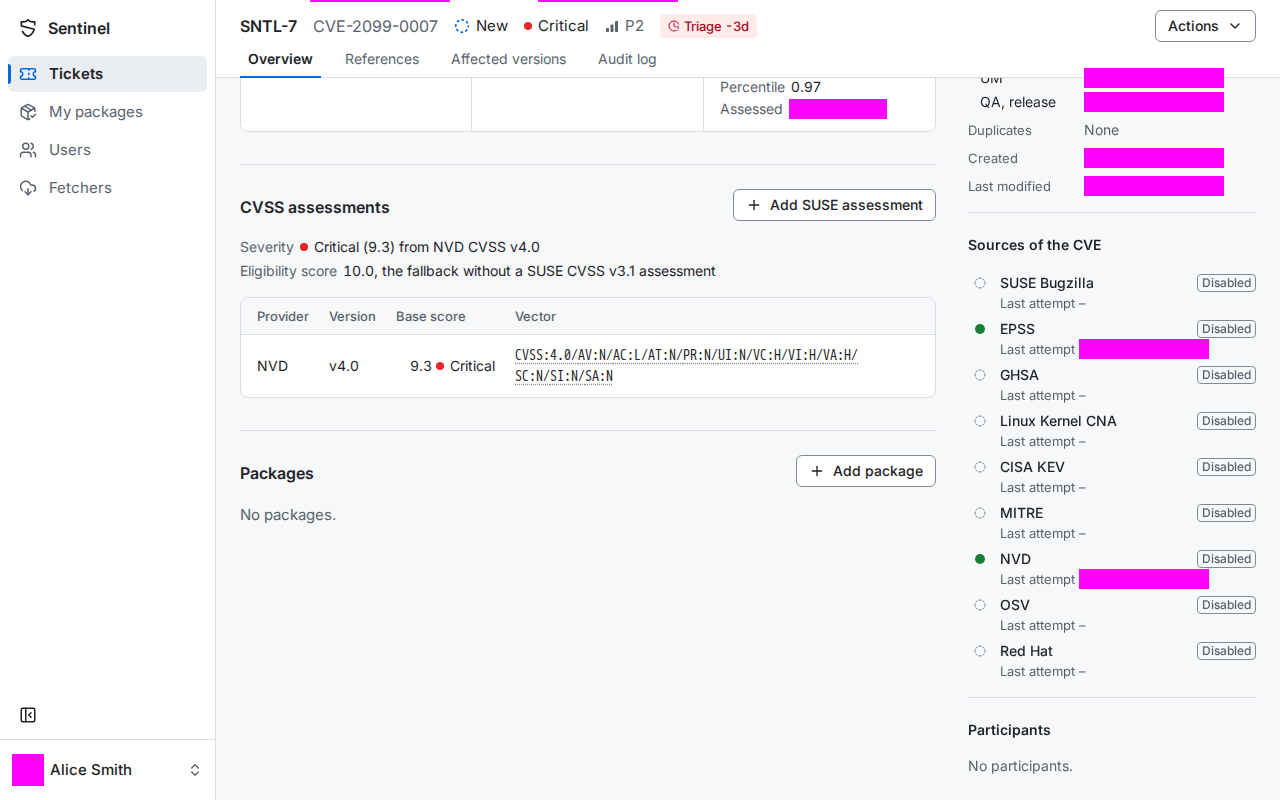 Sentinel
Tickets
My packages
Users
Fetchers
Alice Smith
SNTL-7 CVE-2099-0007 New Critical P2 Triage -3d
Actions
Overview References Affected versions Audit log
Percentile 0.97
Assessed
CVSS assessments
Add SUSE assessment
Severity Critical (9.3) from NVD CVSS v4.0
Eligibility score 10.0, the fallback without a SUSE CVSS v3.1 assessment
Provider Version Base score Vector
NVD v4.0 9.3 Critical CVSS:4.0/AV:N/AC:L/AT:N/PR:N/UI:N/VC:H/VI:H/VA:H/
SC:N/SI:N/SA:N
Packages
Add package
No packages.
QA, release
Duplicates None
Created
Last modified
Sources of the CVE
SUSE Bugzilla Disabled
Last attempt –
EPSS Disabled
Last attempt
GHSA Disabled
Last attempt –
Linux Kernel CNA Disabled
Last attempt –
CISA KEV Disabled
Last attempt –
MITRE Disabled
Last attempt –
NVD Disabled
Last attempt
OSV Disabled
Last attempt –
Red Hat Disabled
Last attempt –
Participants
No participants.